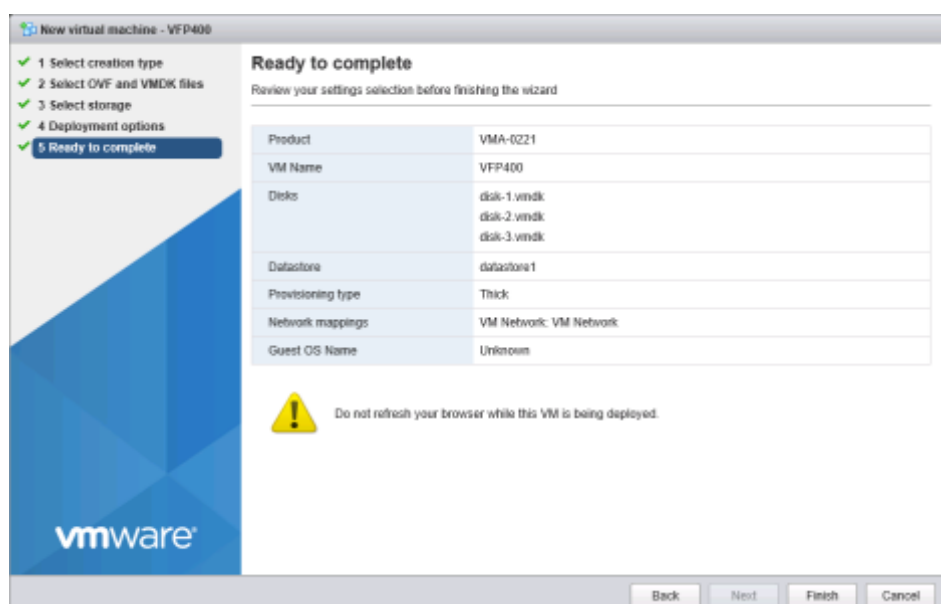 New virtual machine - VFP400
1 Select creation type
2 Select OVF and VMDK files
3 Select storage
4 Deployment options
5 Ready to complete
Ready to complete
Review your settings selection before finishing the wizard
Product VMA-0221
VM Name VFP400
Disks disk-1.vmdk
disk-2.vmdk
disk-3.vmdk
Datastore datastore1
Provisioning type Thick
Network mappings VM Network: VM Network
Guest OS Name Unknown
Do not refresh your browser while this VM is being deployed.
vmware
Back Next Finish Cancel